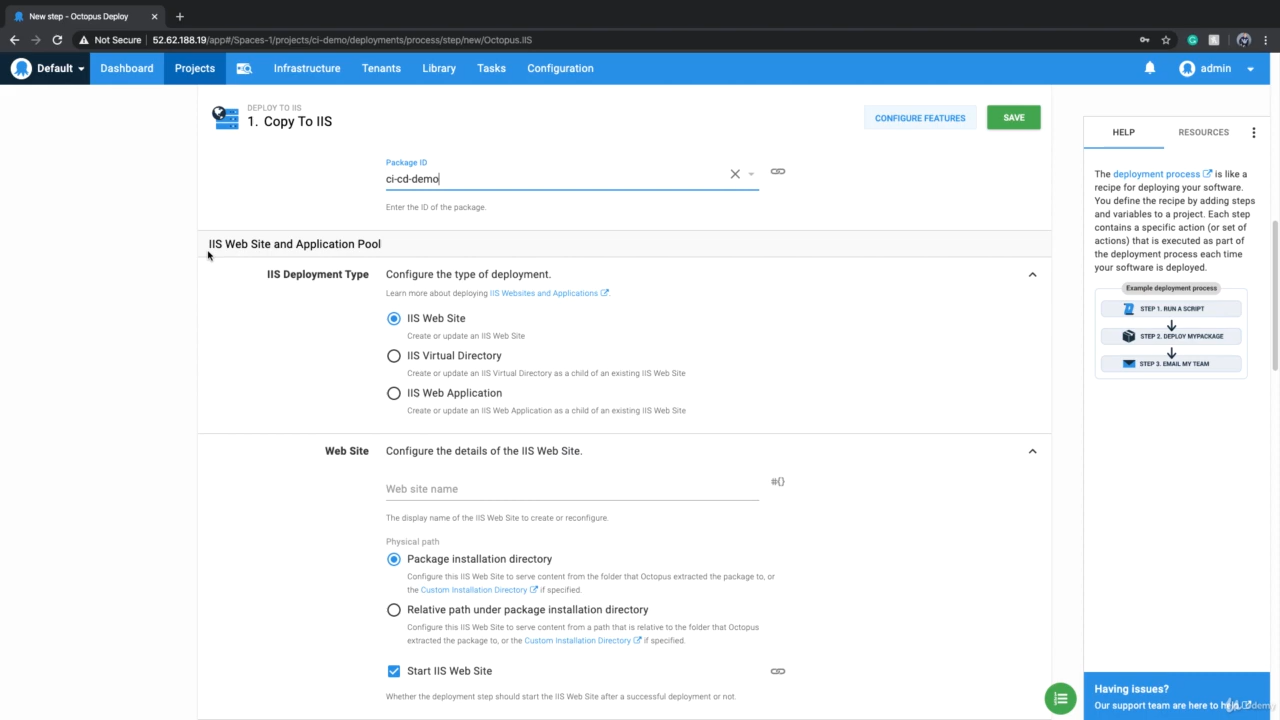 New step - Octopus Deploy
Not Secure 52.62.188.19/app#/Spaces-1/projects/ci-demo/deployments/process/step/new/Octopus.IIS
Default Dashboard Projects Infrastructure Tenants Library Tasks Configuration admin
DEPLOY TO IIS
1. Copy To IIS
CONFIGURE FEATURES
SAVE
Package ID
ci-cd-demo
Enter the ID of the package.
IIS Web Site and Application Pool
IIS Deployment Type Configure the type of deployment.
Learn more about deploying IIS Websites and Applications.
IIS Web Site
Create or update an IIS Web Site
IIS Virtual Directory
Create or update an IIS Virtual Directory as a child of an existing IIS Web Site
IIS Web Application
Create or update an IIS Web Application as a child of an existing IIS Web Site
Web Site Configure the details of the IIS Web Site.
Web site name
#{}
The display name of the IIS Web Site to create or reconfigure.
Physical path
Package installation directory
Configure this IIS Web Site to serve content from the folder that Octopus extracted the package to, or
the Custom Installation Directory if specified.
Relative path under package installation directory
Configure this IIS Web Site to serve content from a path that is relative to the folder that Octopus
extracted the package to, or the Custom Installation Directory if specified.
Start IIS Web Site
Whether the deployment step should start the IIS Web Site after a successful deployment or not.
HELP RESOURCES
The deployment process is like a
recipe for deploying your software.
You define the recipe by adding steps
and variables to a project. Each step
contains a specific action (or set of
actions) that is executed as part of
the deployment process each time
your software is deployed.
Example deployment process
STEP 1. RUN A SCRIPT
STEP 2. DEPLOY MYPACKAGE
STEP 3. EMAIL MY TEAM
Having issues?
Our support team are here to